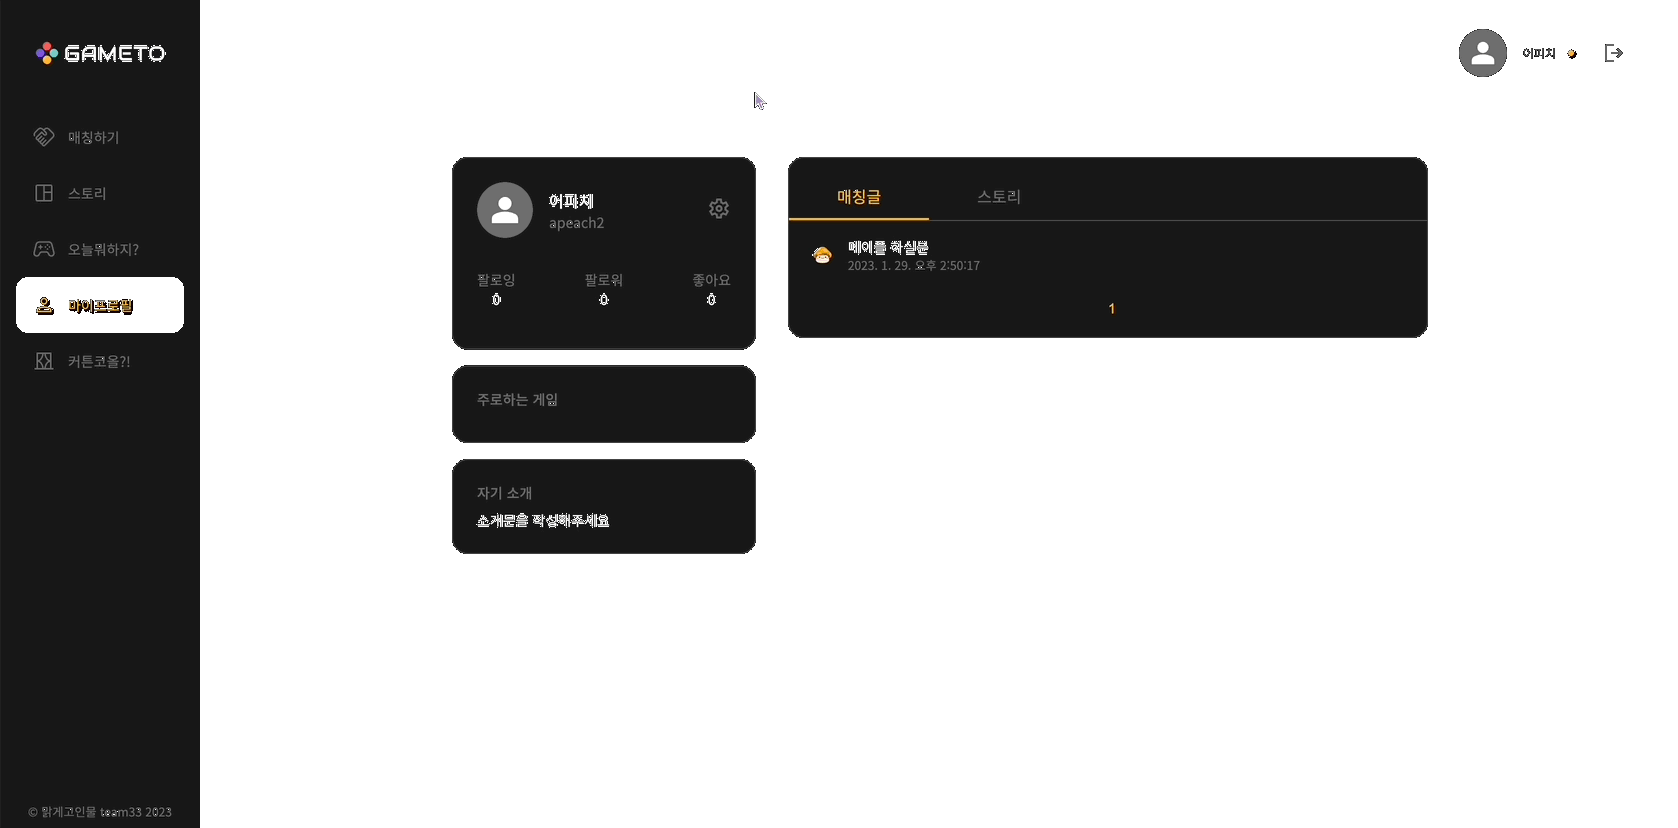 GAMETO
매칭하기
스토리
오늘뭐하지?
마이프로필
커튼코올?!
© 맑게고인물 team33 2023
어피치
어피치
apeach2
팔로잉
0
팔로워
0
좋아요
0
주로하는 게임
자기 소개
소개문을 작성해주세요
매칭글
스토리
메이플 하실분
2023. 1. 29. 오후 2:50:17
1